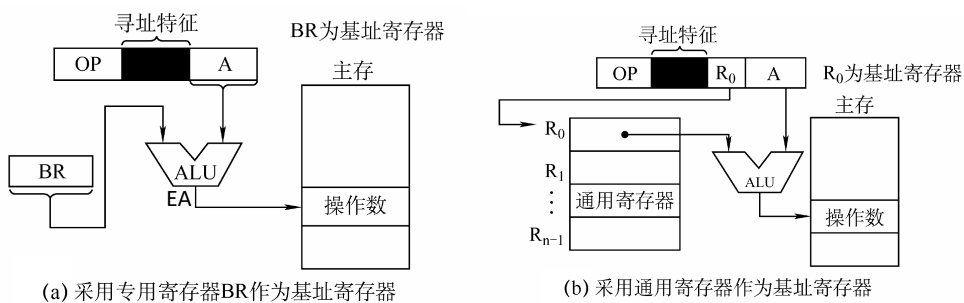 寻址特征
BR为基址寄存器
OP
A
主存
ALU
BR
EA
操作数
(a) 采用专用寄存器BR作为基址寄存器
寻址特征
OP
R0
A
R0为基址寄存器
主存
R0
R1
⋮
Rn−1
通用寄存器
ALU
操作数
(b) 采用通用寄存器作为基址寄存器